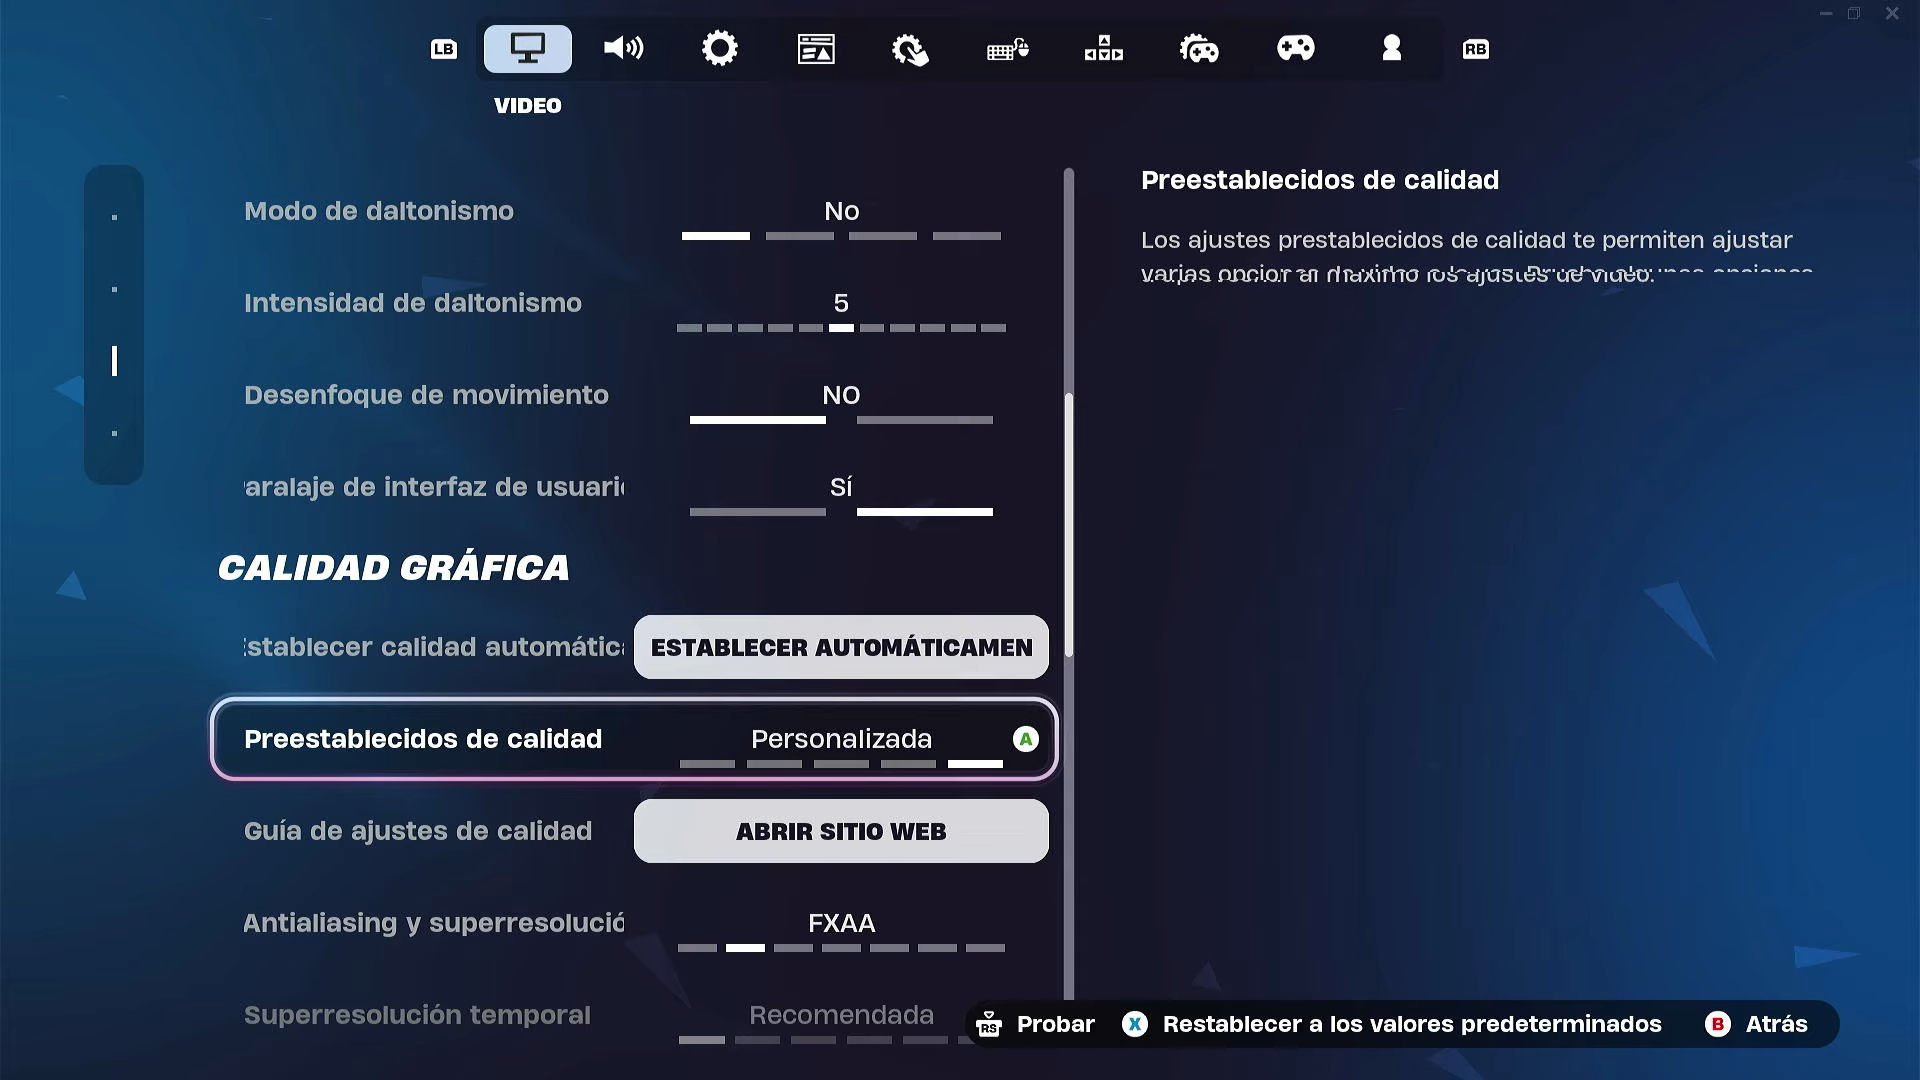 LB
RB
VIDEO
Modo de daltonismo
No
Intensidad de daltonismo
5
Desenfoque de movimiento
NO
aralaje de interfaz de usuari
Sí
CALIDAD GRÁFICA
stablecer calidad automátic
ESTABLECER AUTOMÁTICAMEN
Preestablecidos de calidad
Personalizada
A
Guía de ajustes de calidad
ABRIR SITIO WEB
Antialiasing y superresolució
FXAA
Superresolución temporal
Recomendada
Preestablecidos de calidad
Los ajustes prestablecidos de calidad te permiten ajustar
RS Probar
X Restablecer a los valores predeterminados
B Atrás